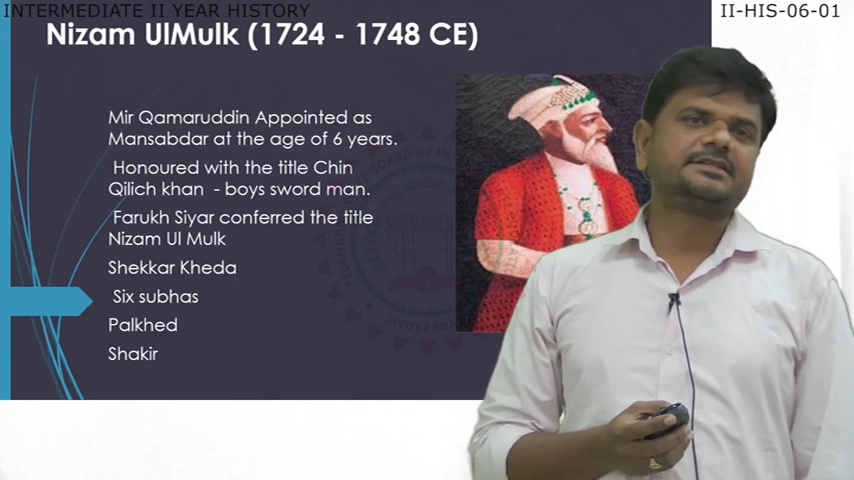 INTERMEDIATE II YEAR HISTORY
II-HIS-06-01
Nizam UlMulk (1724 - 1748 CE)
Mir Qamaruddin Appointed as
Mansabdar at the age of 6 years.
Honoured with the title Chin
Qilich khan - boys sword man.
Farukh Siyar conferred the title
Nizam Ul Mulk
Shekkar Kheda
Six subhas
Palkhed
Shakir